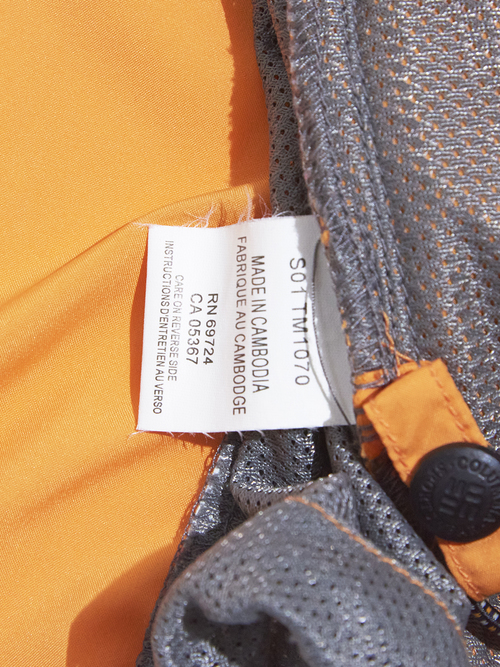 S01 TM1070
MADE IN CAMBODIA
FABRIQUE AU CAMBODGE
RN 69724
CA 05367
CARE ON REVERSE SIDE
INSTRUCTIONS D'ENTRETIEN AU VERSO
COLU